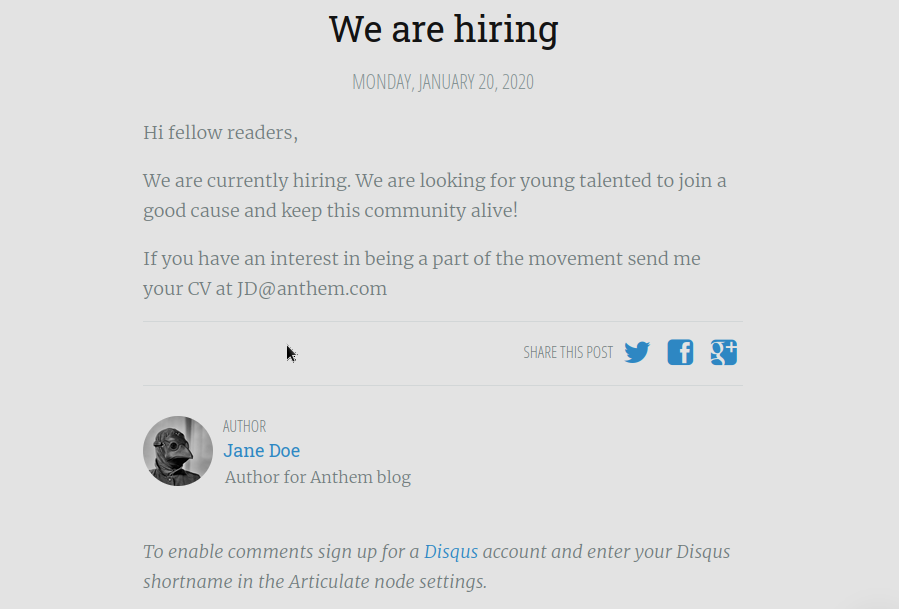 We are hiring
MONDAY, JANUARY 20, 2020
Hi fellow readers,
We are currently hiring. We are looking for young talented to join a
good cause and keep this community alive!
If you have an interest in being a part of the movement send me
your CV at JD@anthem.com
SHARE THIS POST
AUTHOR
Jane Doe
Author for Anthem blog
To enable comments sign up for a Disqus account and enter your Disqus
shortname in the Articulate node settings.